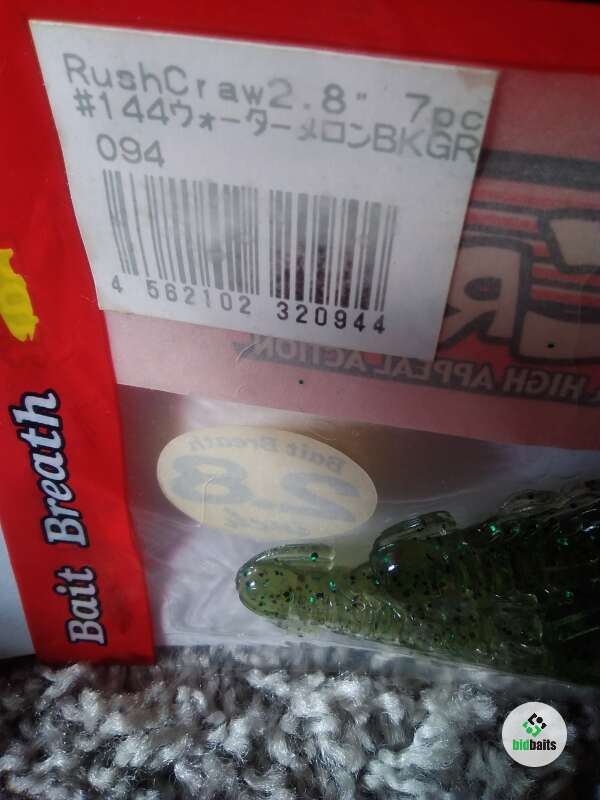 RushCraw2.8" 7pc
#144ウォーターメロンBKGR
094
4 562102 320944
HIGH APPEAL ACTION
Bait Breath
2.8
Bait Breath
bidbaits